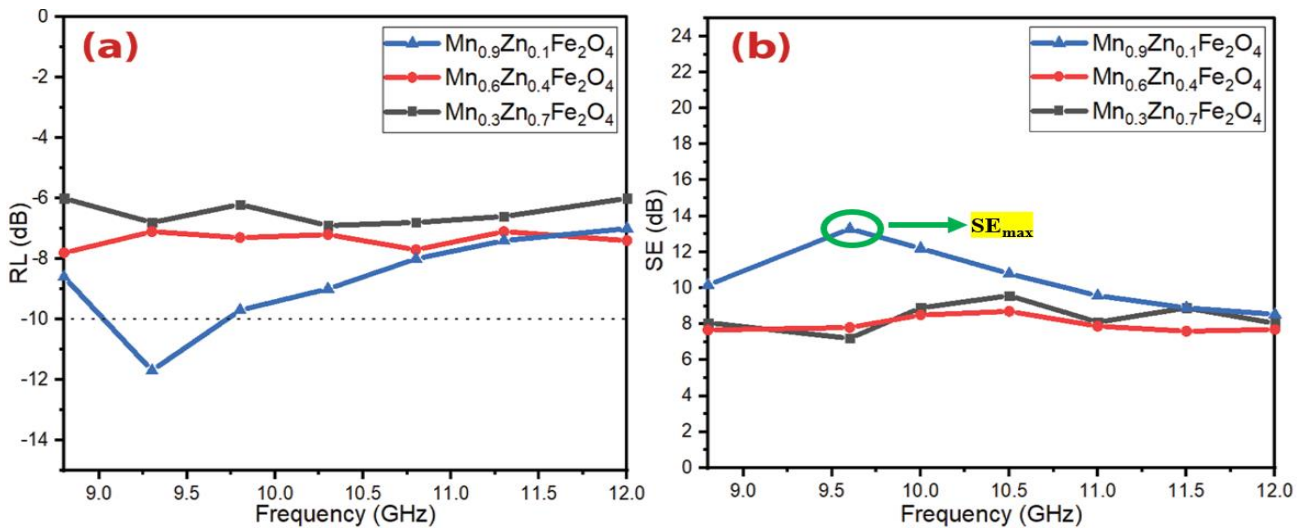 (a)
Mn0.9Zn0.1Fe2O4
Mn0.6Zn0.4Fe2O4
Mn0.3Zn0.7Fe2O4
RL (dB)
0
-2
-4
-6
-8
-10
-12
-14
9.0 9.5 10.0 10.5 11.0 11.5 12.0
Frequency (GHz)
(b)
Mn0.9Zn0.1Fe2O4
Mn0.6Zn0.4Fe2O4
Mn0.3Zn0.7Fe2O4
SEmax
SE (dB)
24
22
20
18
16
14
12
10
8
6
4
2
0
9.0 9.5 10.0 10.5 11.0 11.5 12.0
Frequency (GHz)